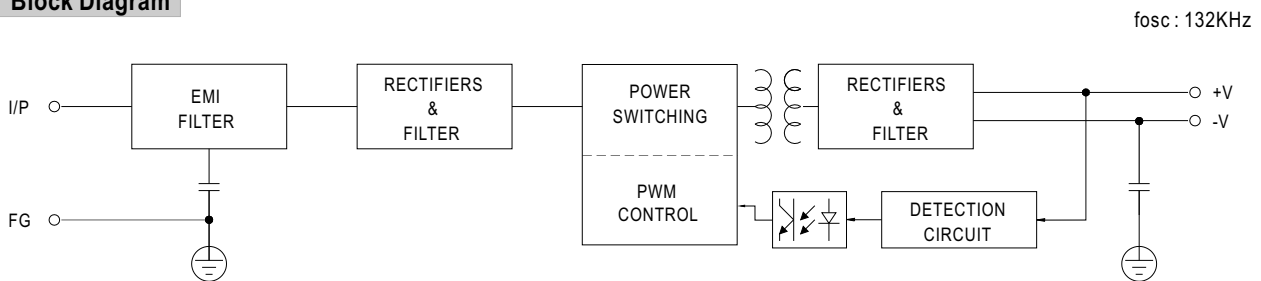 Block Diagram
fosc : 132KHz
I/P
EMI
FILTER
RECTIFIERS
&
FILTER
POWER
SWITCHING
RECTIFIERS
&
FILTER
+V
-V
FG
PWM
CONTROL
DETECTION
CIRCUIT